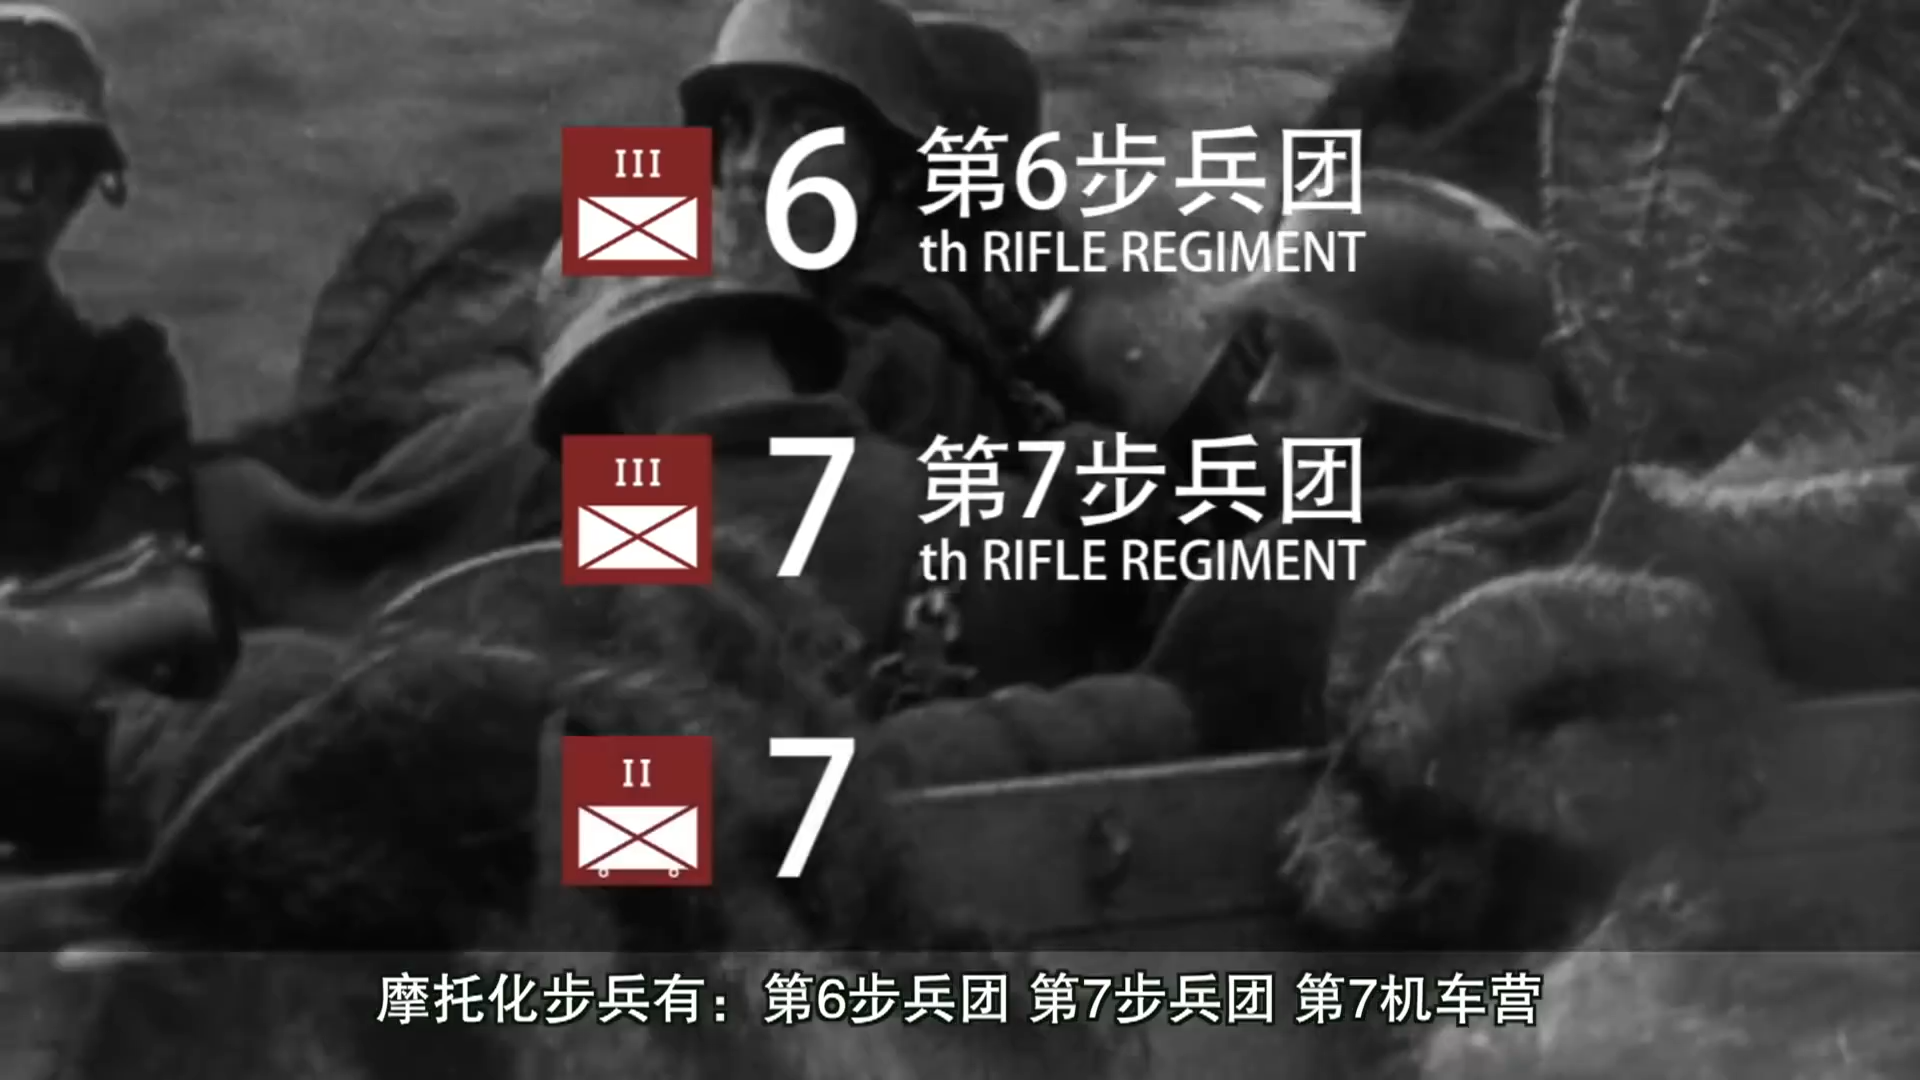 III
6
第6步兵团
th RIFLE REGIMENT
III
7
第7步兵团
th RIFLE REGIMENT
II
7
摩托化步兵有：第6步兵团 第7步兵团 第7机车营